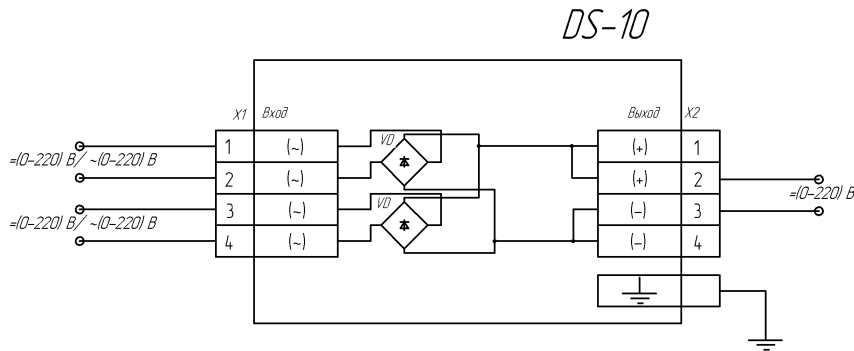 DS-10
X1 Вход Выход X2
1 (~) VD (+) 1
=(0-220) В/ ~(0-220) В
2 (~) (+) 2
=(0-220) В
3 (~) VD (-) 3
=(0-220) В/ ~(0-220) В
4 (~) (-) 4